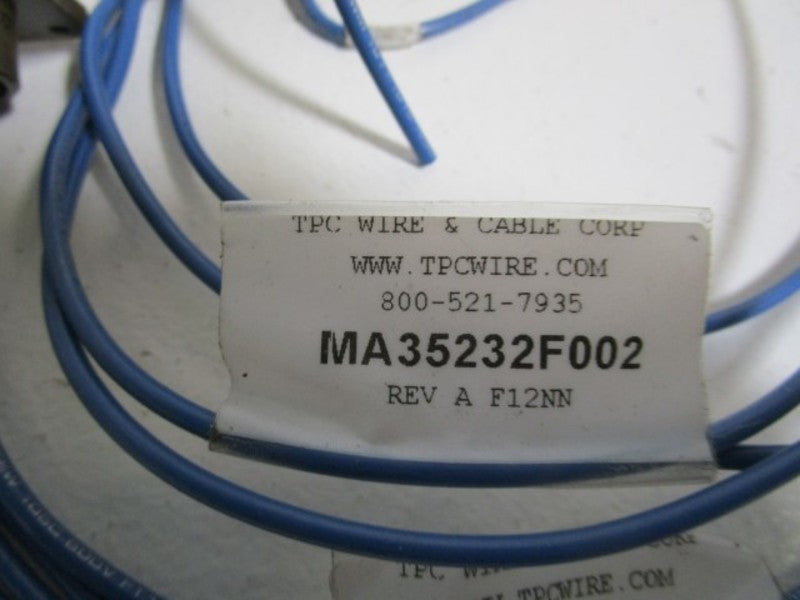 TPC WIRE & CABLE CORP
WWW.TPCWIRE.COM
800-521-7935
MA35232F002
REV A F12NN
TPC
.TPCWIRE.COM